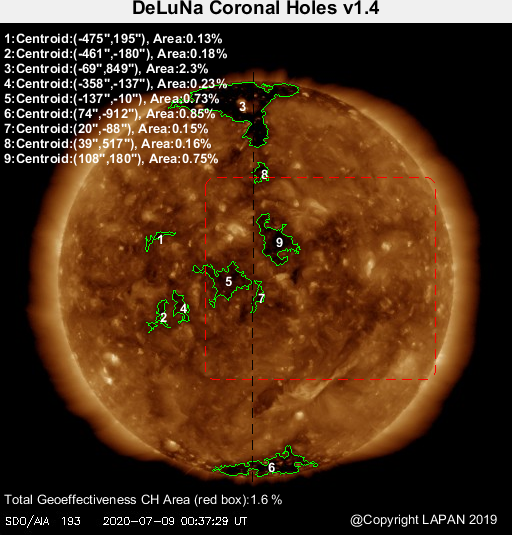 DeLuNa Coronal Holes v1.4
1:Centroid:(-475",195"), Area:0.13%
2:Centroid:(-461",-180"), Area:0.18%
3:Centroid:(-69",849"), Area:2.3%
4:Centroid:(-358",-137"), Area:0.23%
5:Centroid:(-137",-10"), Area:0.73%
6:Centroid:(74",-912"), Area:0.85%
7:Centroid:(20",-88"), Area:0.15%
8:Centroid:(39",517"), Area:0.16%
9:Centroid:(108",180"), Area:0.75%
3
8
1
9
5
7
4
2
6
Total Geoeffectiveness CH Area (red box):1.6 %
SDO/AIA 193 2020-07-09 00:37:29 UT
@Copyright LAPAN 2019